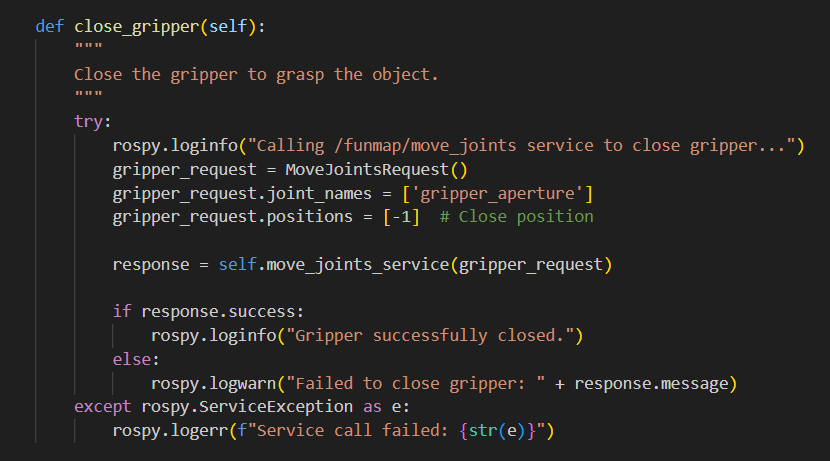 def close_gripper(self):
    """
    Close the gripper to grasp the object.
    """
    try:
        rospy.loginfo("Calling /funmap/move_joints service to close gripper...")
        gripper_request = MoveJointsRequest()
        gripper_request.joint_names = ['gripper_aperture']
        gripper_request.positions = [-1]  # Close position

        response = self.move_joints_service(gripper_request)

        if response.success:
            rospy.loginfo("Gripper successfully closed.")
        else:
            rospy.logwarn("Failed to close gripper: " + response.message)
    except rospy.ServiceException as e:
        rospy.logerr(f"Service call failed: {str(e)}")